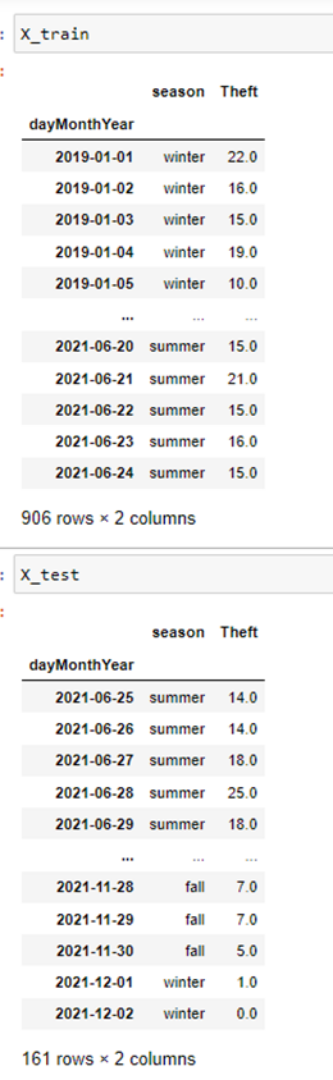 : X_train
:
season Theft
dayMonthYear
2019-01-01 winter 22.0
2019-01-02 winter 16.0
2019-01-03 winter 15.0
2019-01-04 winter 19.0
2019-01-05 winter 10.0
... ... ...
2021-06-20 summer 15.0
2021-06-21 summer 21.0
2021-06-22 summer 15.0
2021-06-23 summer 16.0
2021-06-24 summer 15.0
906 rows × 2 columns
: X_test
:
season Theft
dayMonthYear
2021-06-25 summer 14.0
2021-06-26 summer 14.0
2021-06-27 summer 18.0
2021-06-28 summer 25.0
2021-06-29 summer 18.0
... ... ...
2021-11-28 fall 7.0
2021-11-29 fall 7.0
2021-11-30 fall 5.0
2021-12-01 winter 1.0
2021-12-02 winter 0.0
161 rows × 2 columns